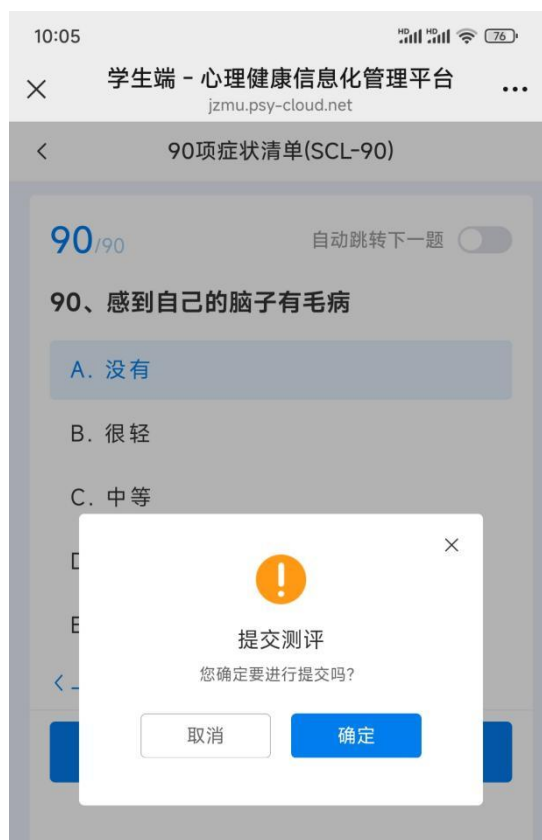 10:05
HD HD 76
学生端 - 心理健康信息化管理平台
jzmu.psy-cloud.net
90项症状清单(SCL-90)
90/90 自动跳转下一题
90、感到自己的脑子有毛病
A. 没有
B. 很轻
C. 中等
提交测评
您确定要进行提交吗?
取消 确定